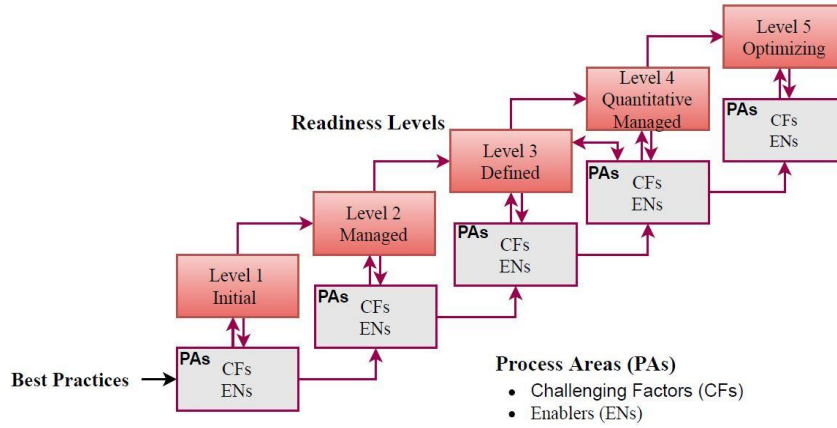 Level 5
Optimizing
Level 4
Quantitative
Managed
PAs
CFs
ENs
Readiness Levels
Level 3
Defined
PAs
CFs
ENs
Level 2
Managed
PAs
CFs
ENs
Level 1
Initial
PAs
CFs
ENs
PAs
CFs
ENs
Best Practices
Process Areas (PAs)
• Challenging Factors (CFs)
• Enablers (ENs)